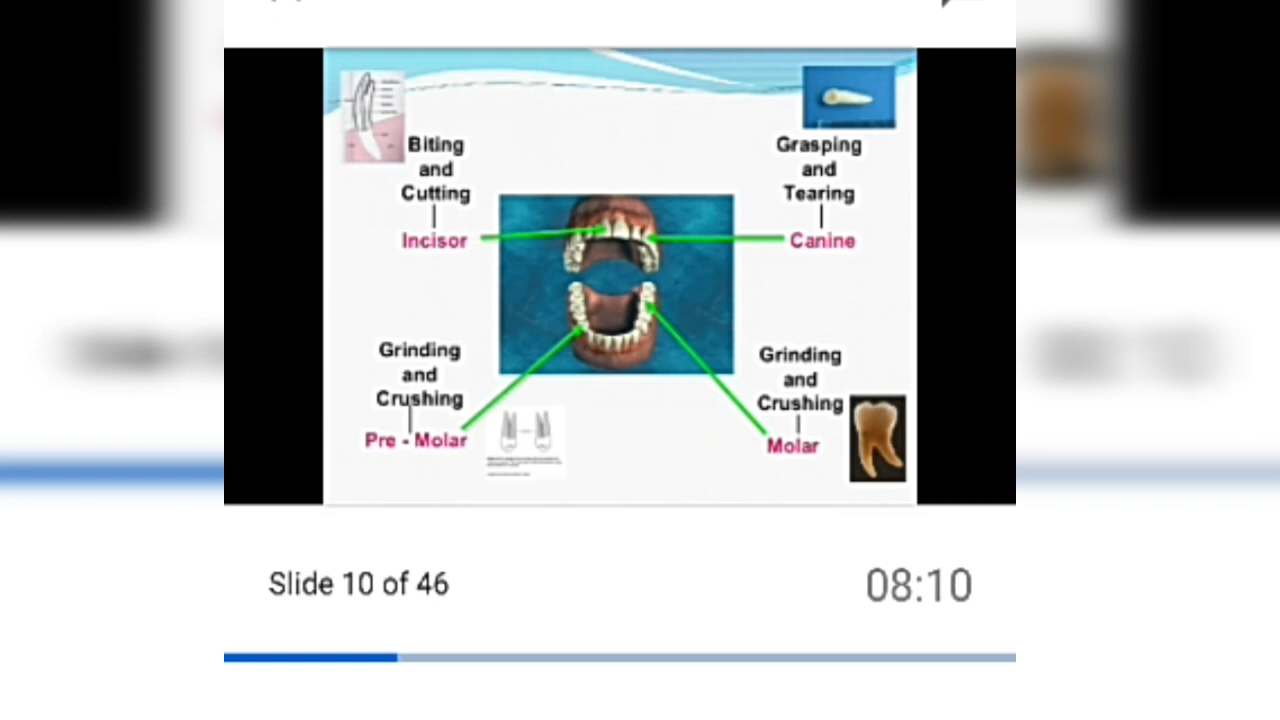 Biting
and
Cutting
Incisor
Grasping
and
Tearing
Canine
Grinding
and
Crushing
Pre - Molar
Grinding
and
Crushing
Molar
Slide 10 of 46
08:10